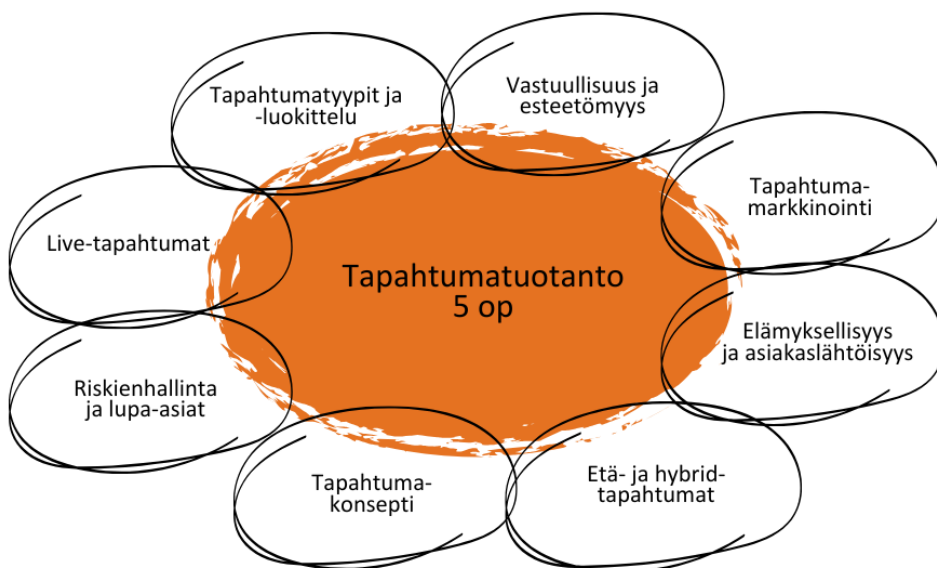 Tapahtumatyypit ja
-luokittelu
Vastuullisuus ja
esteetömyys
Tapahtuma-
markkinointi
Live-tapahtumat
Tapahtumatuotanto
5 op
Elämyksellisyys
ja asiakaslähtöisyys
Riskienhallinta
ja lupa-asiat
Tapahtuma-
konsepti
Etä- ja hybrid-
tapahtumat